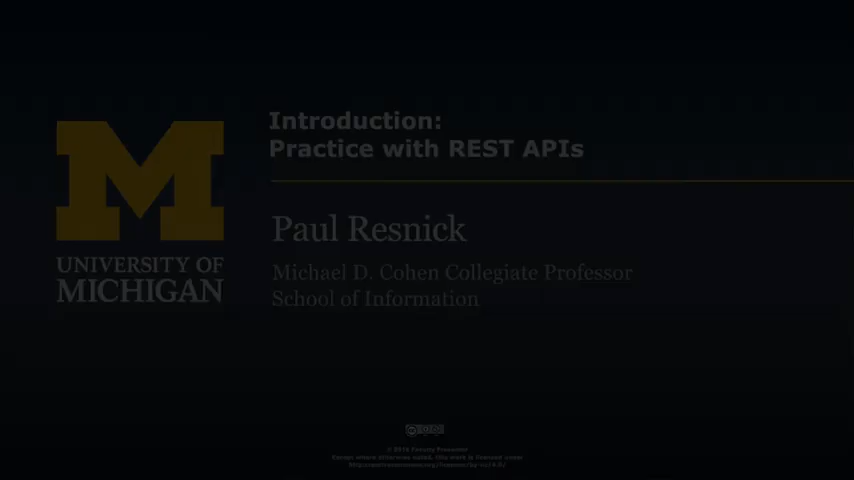 Introduction:
Practice with REST APIs
Paul Resnick
Michael D. Cohen Collegiate Professor
School of Information
M
UNIVERSITY OF
MICHIGAN